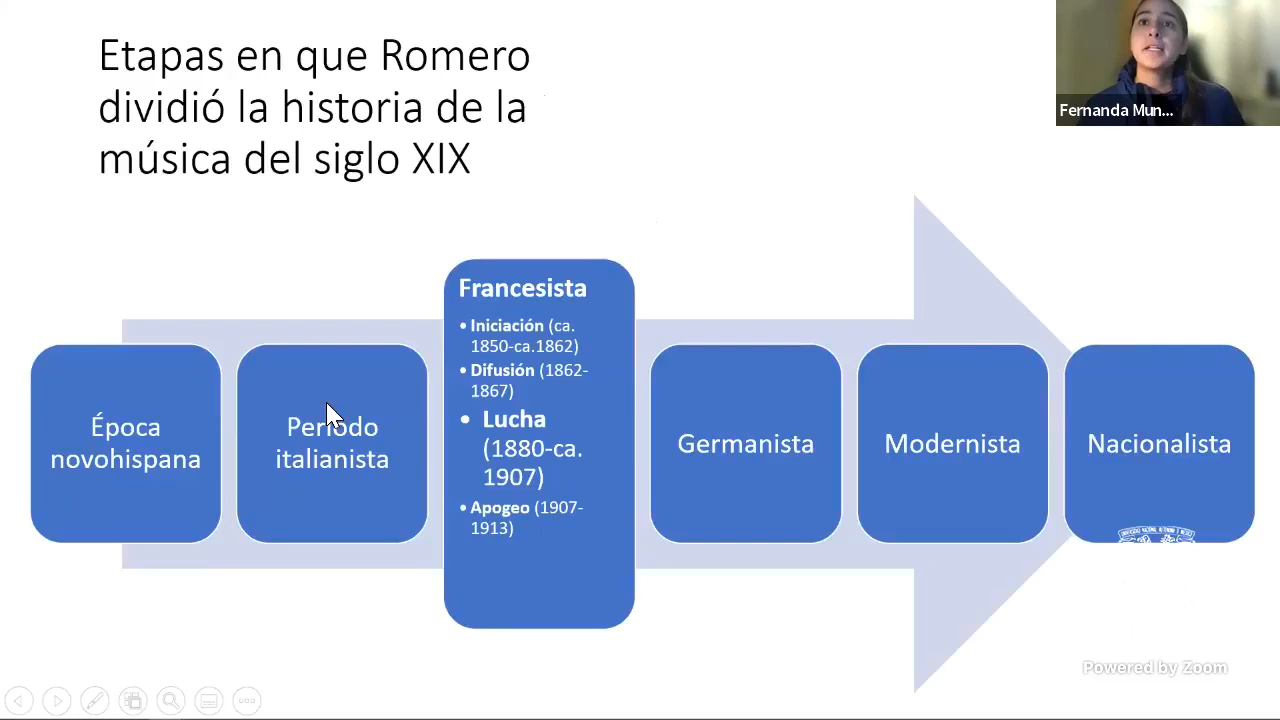 Etapas en que Romero
dividió la historia de la
música del siglo XIX
Fernanda Mun...
Época
novohispana
Periodo
italianista
Francesista
• Iniciación (ca.
1850-ca.1862)
• Difusión (1862-
1867)
• Lucha
(1880-ca.
1907)
• Apogeo (1907-
1913)
Germanista
Modernista
Nacionalista
Powered by Zoom